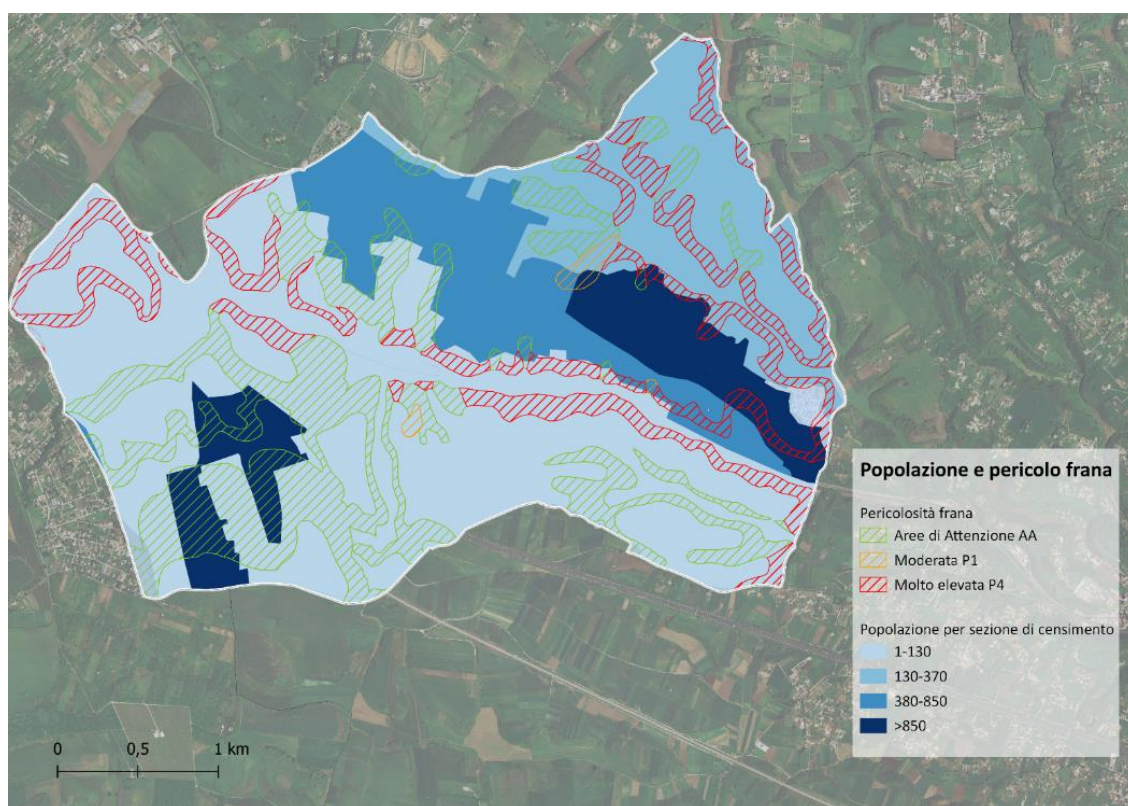 Popolazione e pericolo frana
Pericolosità frana
Aree di Attenzione AA
Moderata P1
Molto elevata P4
Popolazione per sezione di censimento
1-130
130-370
380-850
>850
0 0,5 1 km